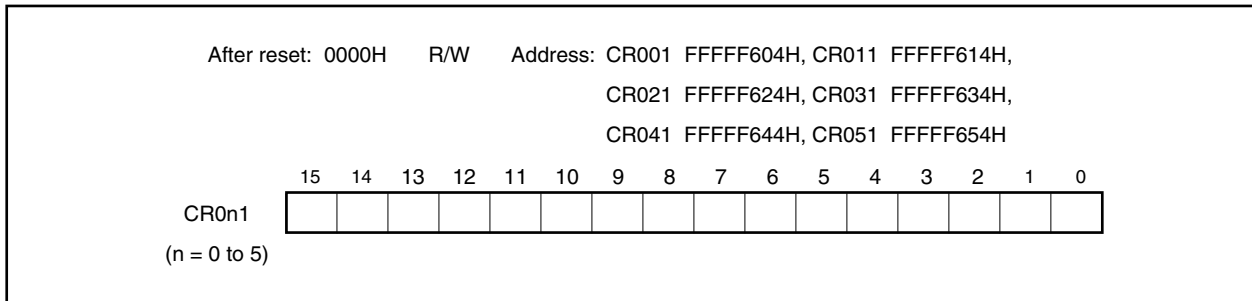 After reset: 0000H R/W Address: CR001 FFFFF604H, CR011 FFFFF614H,
CR021 FFFFF624H, CR031 FFFFF634H,
CR041 FFFFF644H, CR051 FFFFF654H
15 14 13 12 11 10 9 8 7 6 5 4 3 2 1 0
CR0n1
(n = 0 to 5)